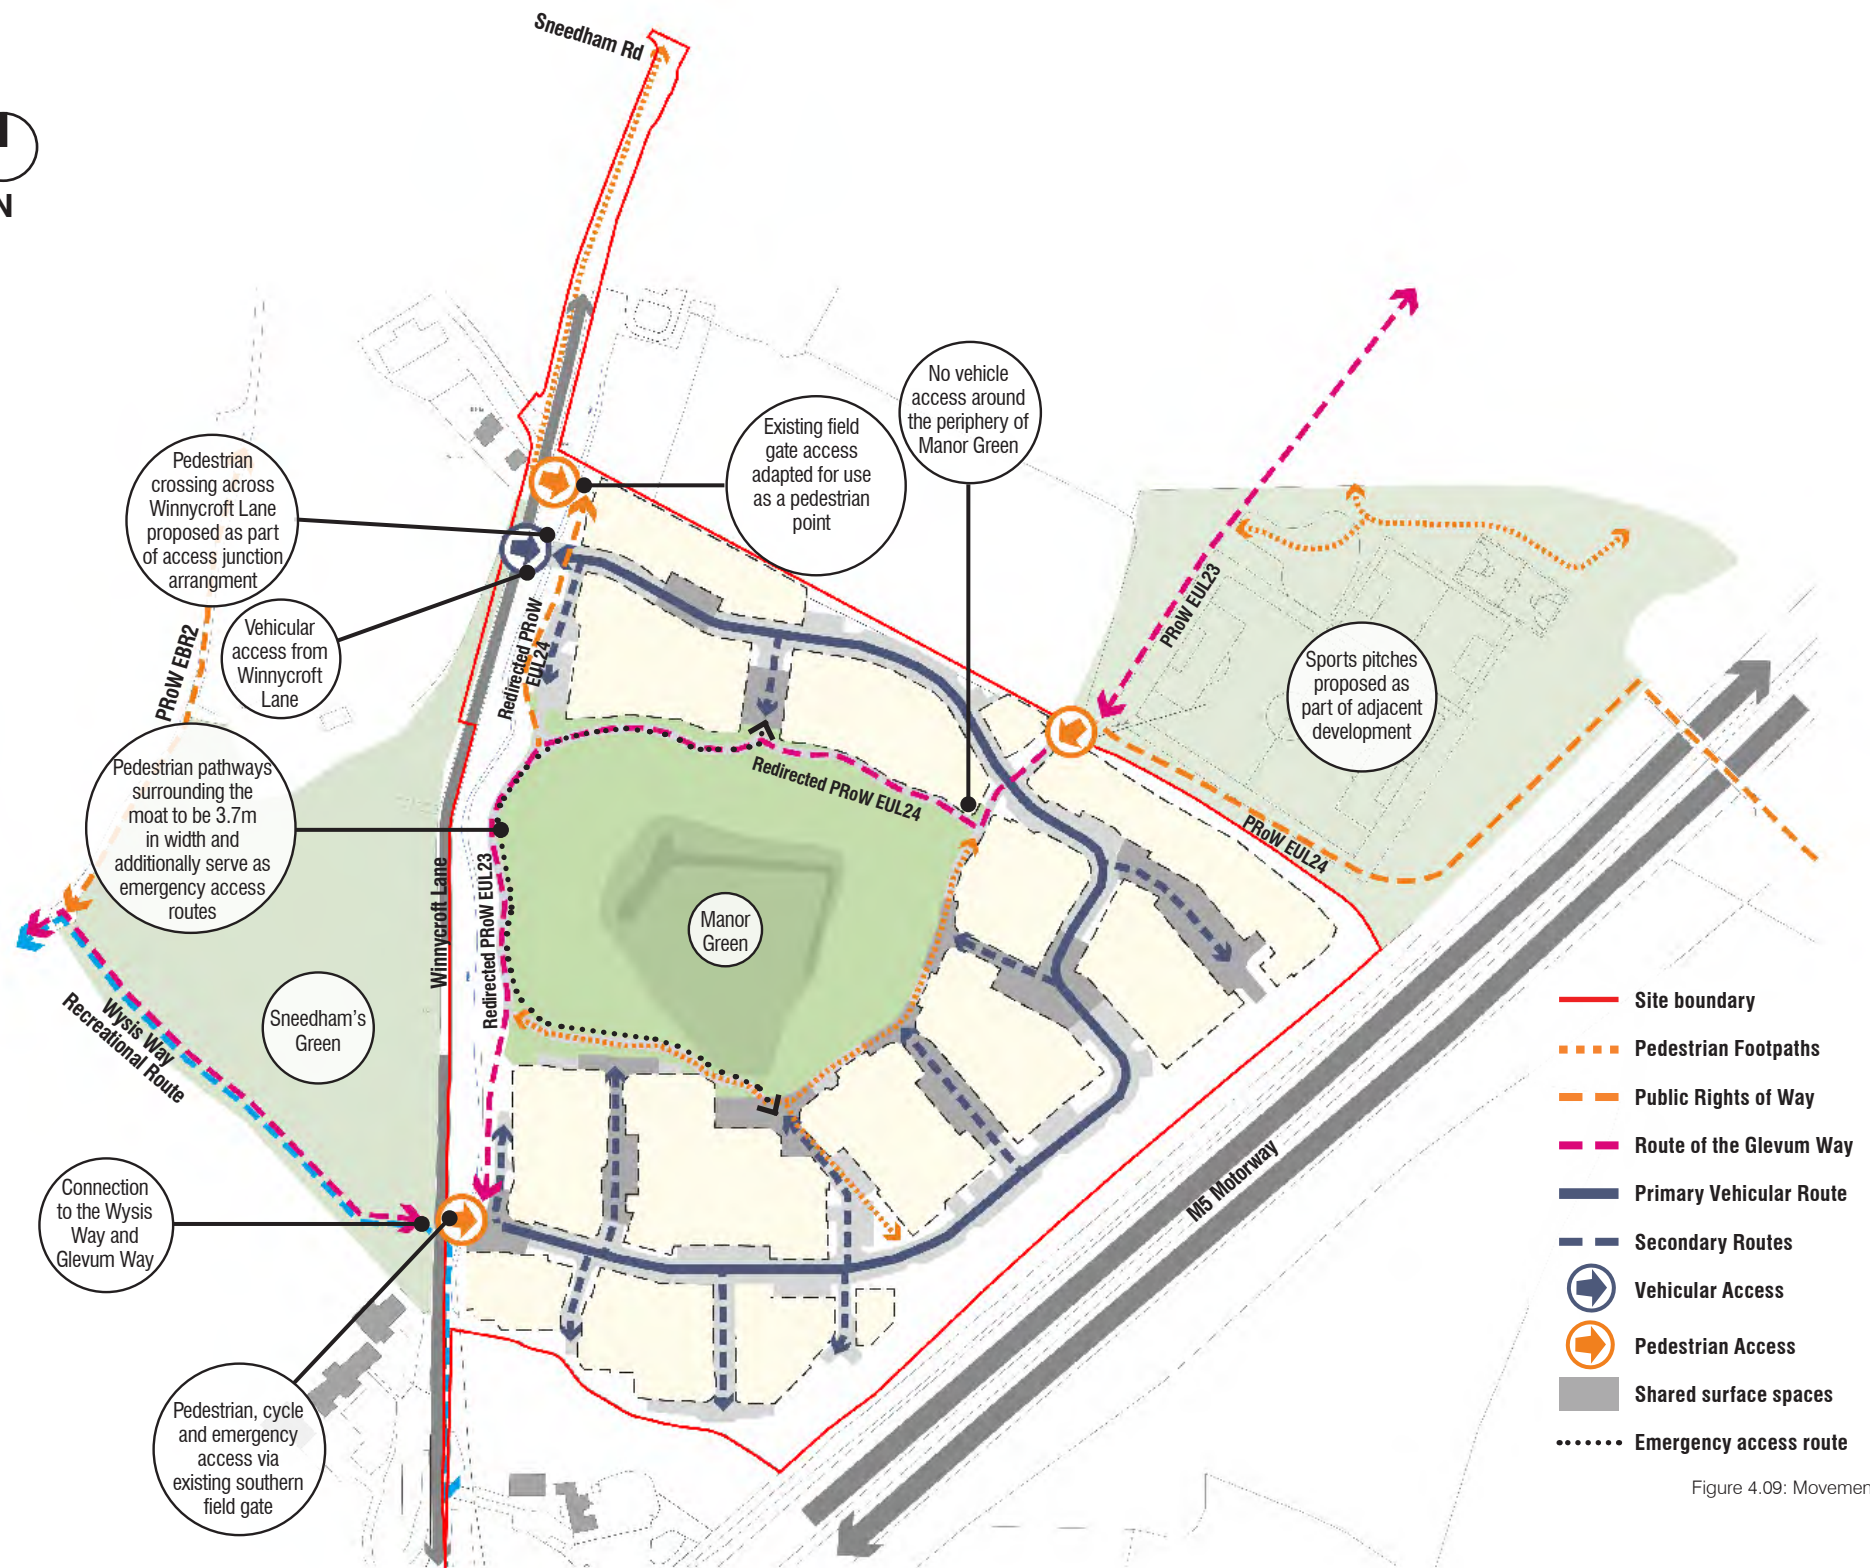 Sneedham Rd
N
No vehicle
access around
the periphery of
Manor Green
Existing field
gate access
adapted for use
as a pedestrian
point
Pedestrian
crossing across
Winnycroft Lane
proposed as part
of access junction
arrangment
Vehicular
access from
Winnycroft
Lane
PRoW EBR2
Redirected PRoW
EUL24
PRoW EUL23
Sports pitches
proposed as
part of adjacent
development
Pedestrian pathways
surrounding the
moat to be 3.7m
in width and
additionally serve as
emergency access
routes
Redirected PRoW EUL24
PRoW EUL24
Winnycroft Lane
Redirected PRoW EUL23
Manor
Green
Sneedham's
Green
Wysis Way
Recreational Route
M5 Motorway
Connection
to the Wysis
Way and
Glevum Way
Pedestrian, cycle
and emergency
access via
existing southern
field gate
Site boundary
Pedestrian Footpaths
Public Rights of Way
Route of the Glevum Way
Primary Vehicular Route
Secondary Routes
Vehicular Access
Pedestrian Access
Shared surface spaces
Emergency access route
Figure 4.09: Movemen